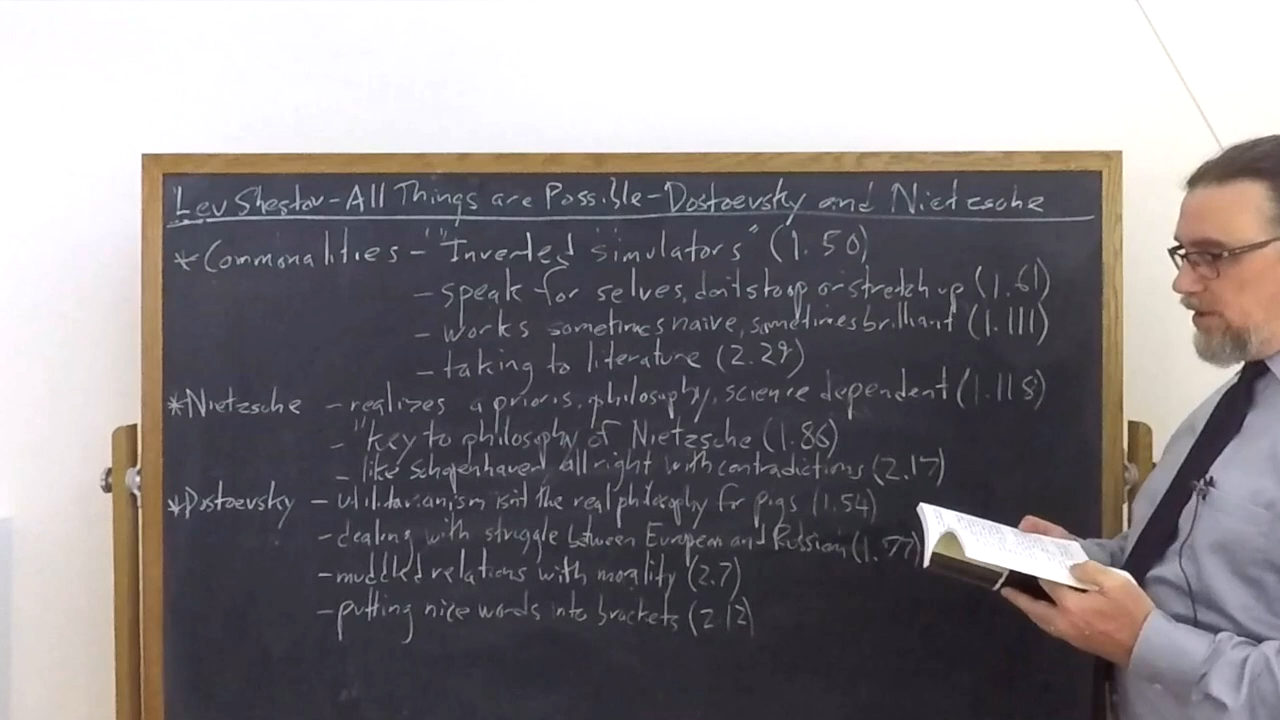 Lev Shestov - All Things are Possible - Dostoevsky and Nietzsche
* Commonalities - "Inverted simulators" (1.50)
- speak for selves, don't stoop or stretch up (1.61)
- works sometimes naive, sometimes brilliant (1.111)
- taking to literature (2.29)
* Nietzsche - realizes a prioris, philosophy, science dependent (1.118)
- "key to philosophy of Nietzsche (1.86)
- like Schopenhauer all right with contradictions (2.17)
* Dostoevsky - utilitarianism isn't the real philosophy for pigs (1.54)
- dealing with struggle between European and Russian
- muddled relations with morality (2.7)
- putting nice words into brackets (2.12)